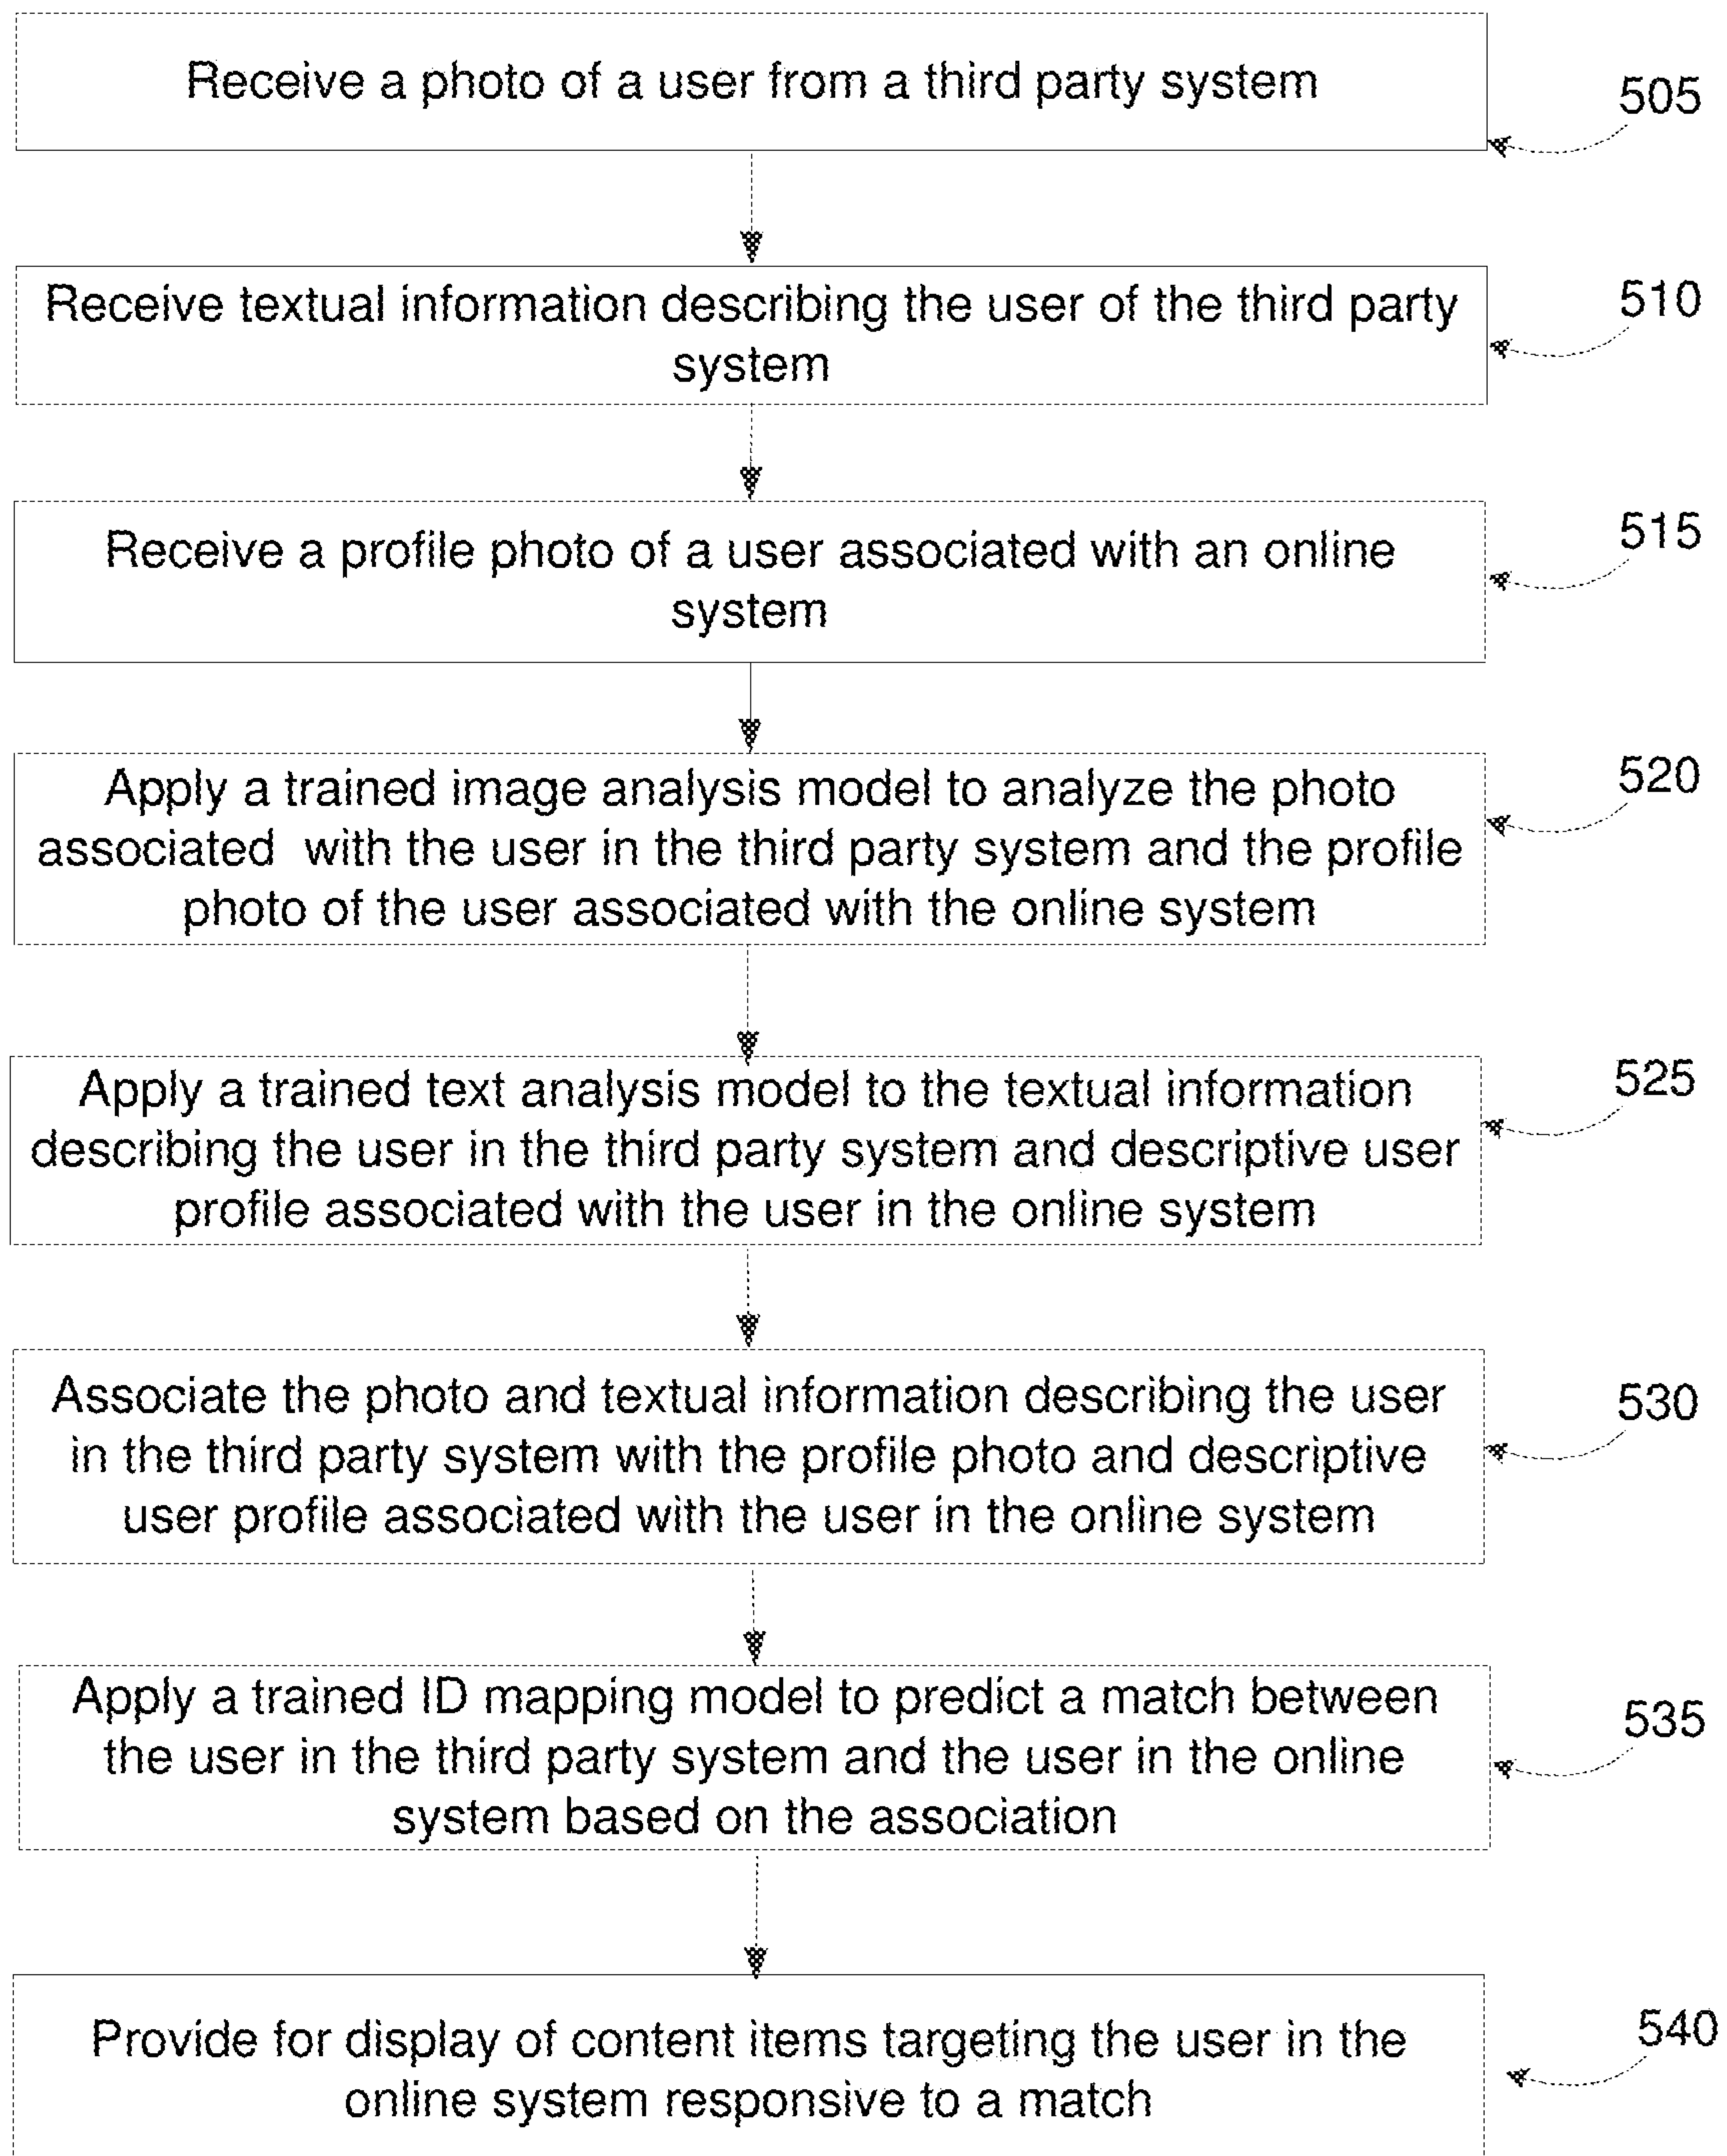 Receive a photo of a user from a third party system
505
Receive textual information describing the user of the third party
system
510
Receive a profile photo of a user associated with an online
system
515
Apply a trained image analysis model to analyze the photo
associated  with the user in the third party system and the profile
photo of the user associated with the online system
520
Apply a trained text analysis model to the textual information
describing the user in the third party system and descriptive user
profile associated with the user in the online system
525
Associate the photo and textual information describing the user
in the third party system with the profile photo and descriptive
user profile associated with the user in the online system
530
Apply a trained ID mapping model to predict a match between
the user in the third party system and the user in the online
system based on the association
535
Provide for display of content items targeting the user in the
online system responsive to a match
540